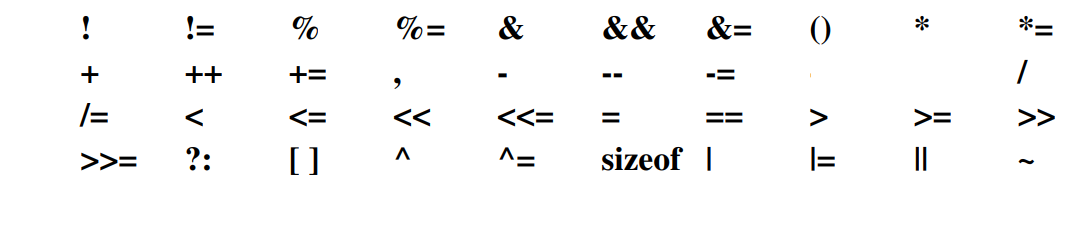 ! != % %= & && &= () * *=
+ ++ += , - -- -= /
/= < <= << <<= = == > >= >>
>>= ?: [ ] ^ ^= sizeof | |= || ~